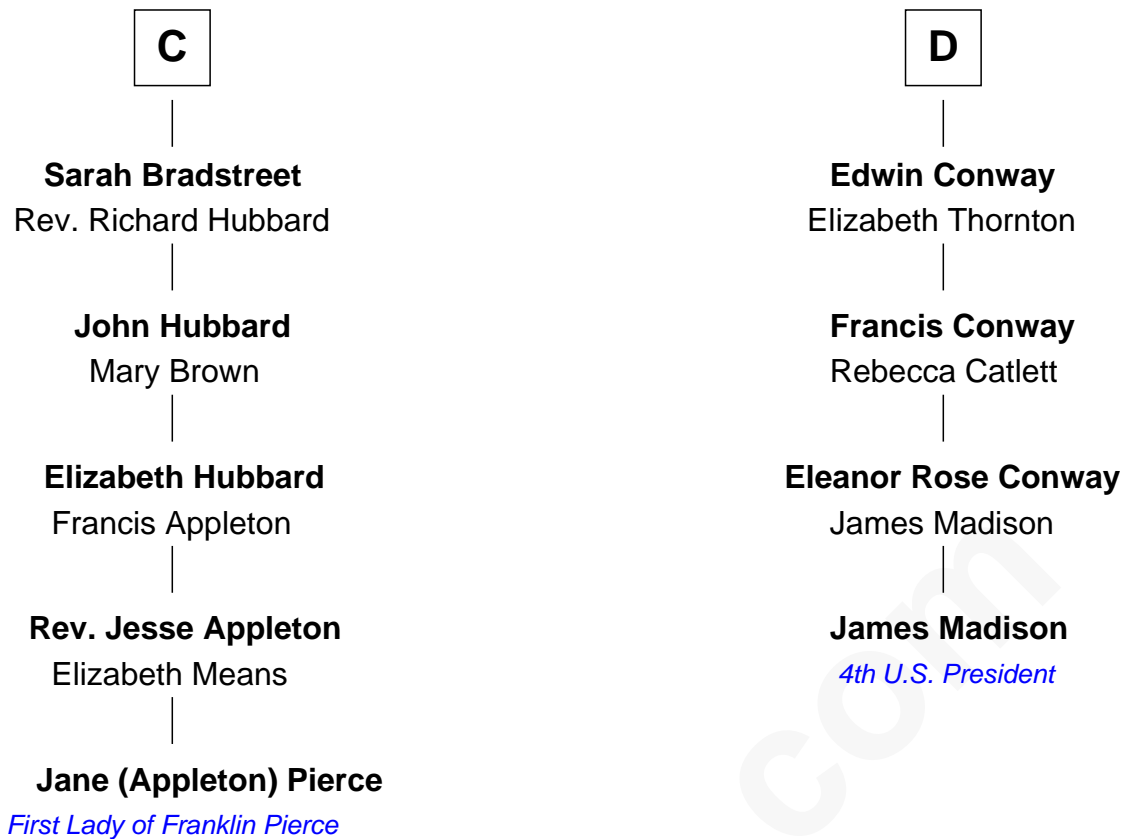 C
Sarah Bradstreet
Rev. Richard Hubbard
John Hubbard
Mary Brown
Elizabeth Hubbard
Francis Appleton
Rev. Jesse Appleton
Elizabeth Means
Jane (Appleton) Pierce
First Lady of Franklin Pierce
D
Edwin Conway
Elizabeth Thornton
Francis Conway
Rebecca Catlett
Eleanor Rose Conway
James Madison
James Madison
4th U.S. President
com